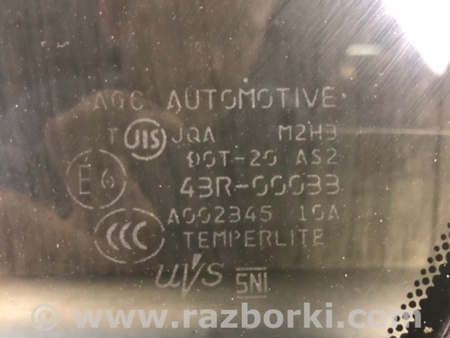 AGC AUTOMOTIVE
T JIS JQA M2H3
DOT-20 AS2
E6 43R-00033
A002345 10A
CCC TEMPERLITE
UVS SNI
www.razborki.com